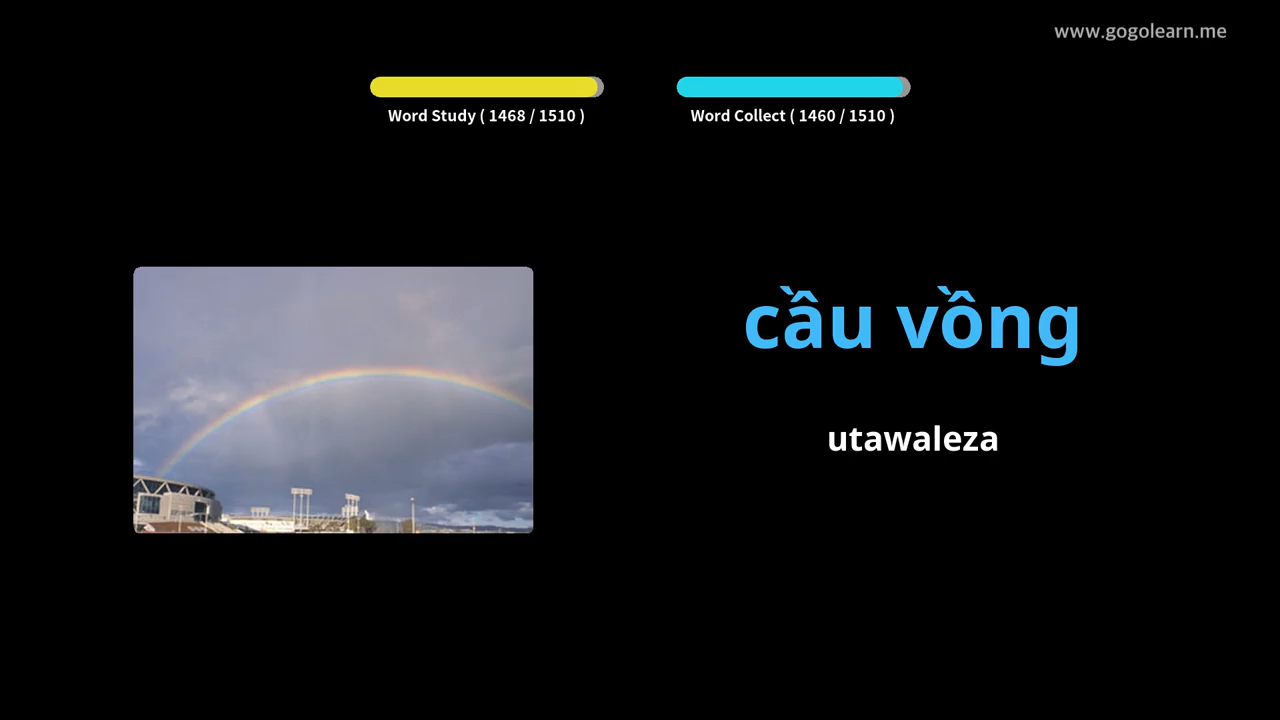 www.gogolearn.me
Word Study ( 1468 / 1510 )
Word Collect ( 1460 / 1510 )
cầu vồng
utawaleza